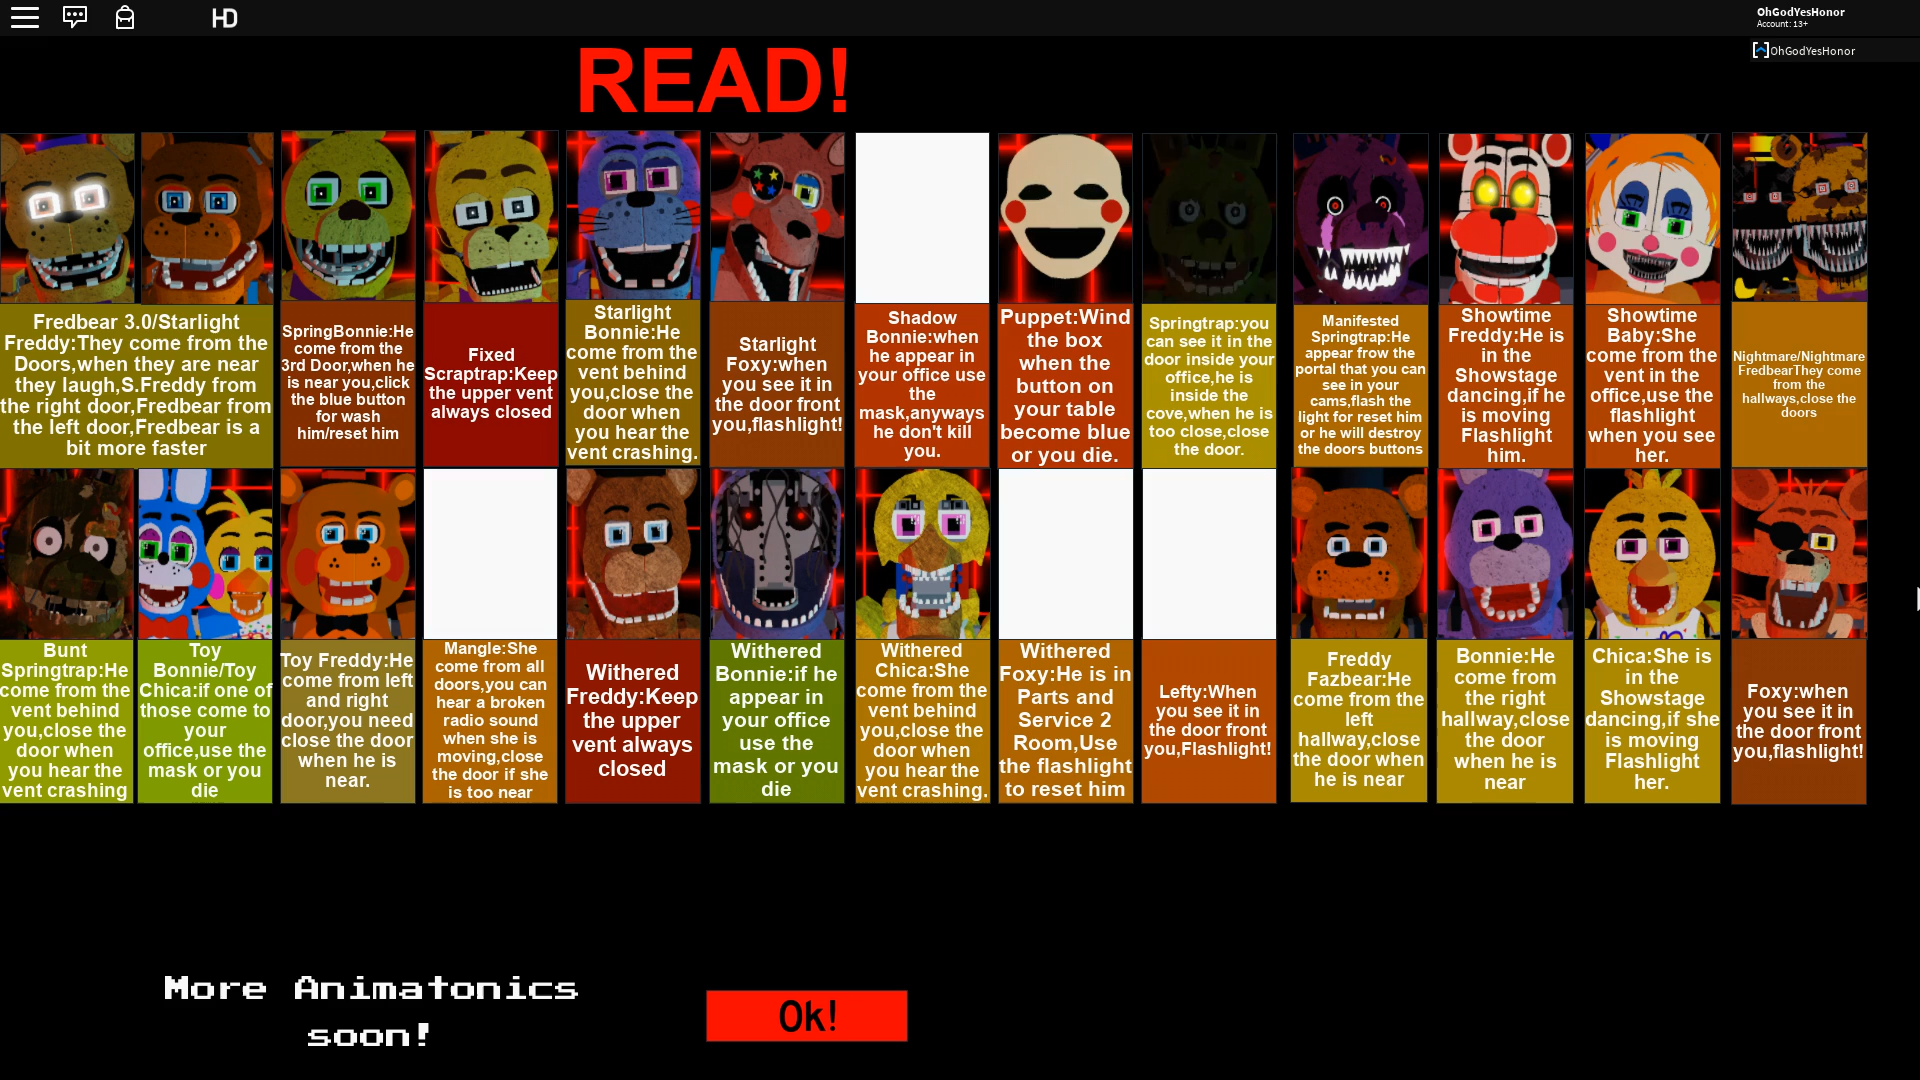 HD
OhGodYesHonor
Account: 13+
OhGodYesHonor
READ!
Fredbear 3.0/Starlight
Freddy:They come from the
Doors,when they are near
they laugh,S.Freddy from
the right door,Fredbear from
the left door,Fredbear is a
bit more faster
SpringBonnie:He
come from the
3rd Door,when he
is near you,click
the blue button
for wash
him/reset him
Fixed
Scraptrap:Keep
the upper vent
always closed
Starlight
Bonnie:He
come from the
vent behind
you,close the
door when
you hear the
vent crashing.
Starlight
Foxy:when
you see it in
the door front
you,flashlight!
Shadow
Bonnie:when
he appear in
your office use
the
mask,anyways
he don't kill
you.
Puppet:Wind
the box
when the
button on
your table
become blue
or you die.
Springtrap:you
can see it in the
door inside your
office,he is
inside the
cove,when he is
too close,close
the door.
Manifested
Springtrap:He
appear frow the
portal that you can
see in your
cams,flash the
light for reset him
or he will destroy
the doors buttons
Showtime
Freddy:He is
in the
Showstage
dancing,if he
is moving
Flashlight
him.
Showtime
Baby:She
come from the
vent in the
office,use the
flashlight
when you see
her.
Nightmare/Nightmare
FredbearThey come
from the
hallways,close the
doors
Bunt
Springtrap:He
come from the
vent behind
you,close the
door when
you hear the
vent crashing
Toy
Bonnie/Toy
Chica:if one of
those come to
your
office,use the
mask or you
die
Toy Freddy:He
come from left
and right
door,you need
close the door
when he is
near.
Mangle:She
come from all
doors,you can
hear a broken
radio sound
when she is
moving,close
the door if she
is too near
Withered
Freddy:Keep
the upper
vent always
closed
Withered
Bonnie:if he
appear in
your office
use the
mask or you
die
Withered
Chica:She
come from the
vent behind
you,close the
door when
you hear the
vent crashing.
Withered
Foxy:He is in
Parts and
Service 2
Room,Use
the flashlight
to reset him
Lefty:When
you see it in
the door front
you,Flashlight!
Freddy
Fazbear:He
come from the
left
hallway,close
the door when
he is near
Bonnie:He
come from
the right
hallway,close
the door
when he is
near
Chica:She is
in the
Showstage
dancing,if she
is moving
Flashlight
her.
Foxy:when
you see it in
the door front
you,flashlight!
More Animatonics
soon!
Ok!